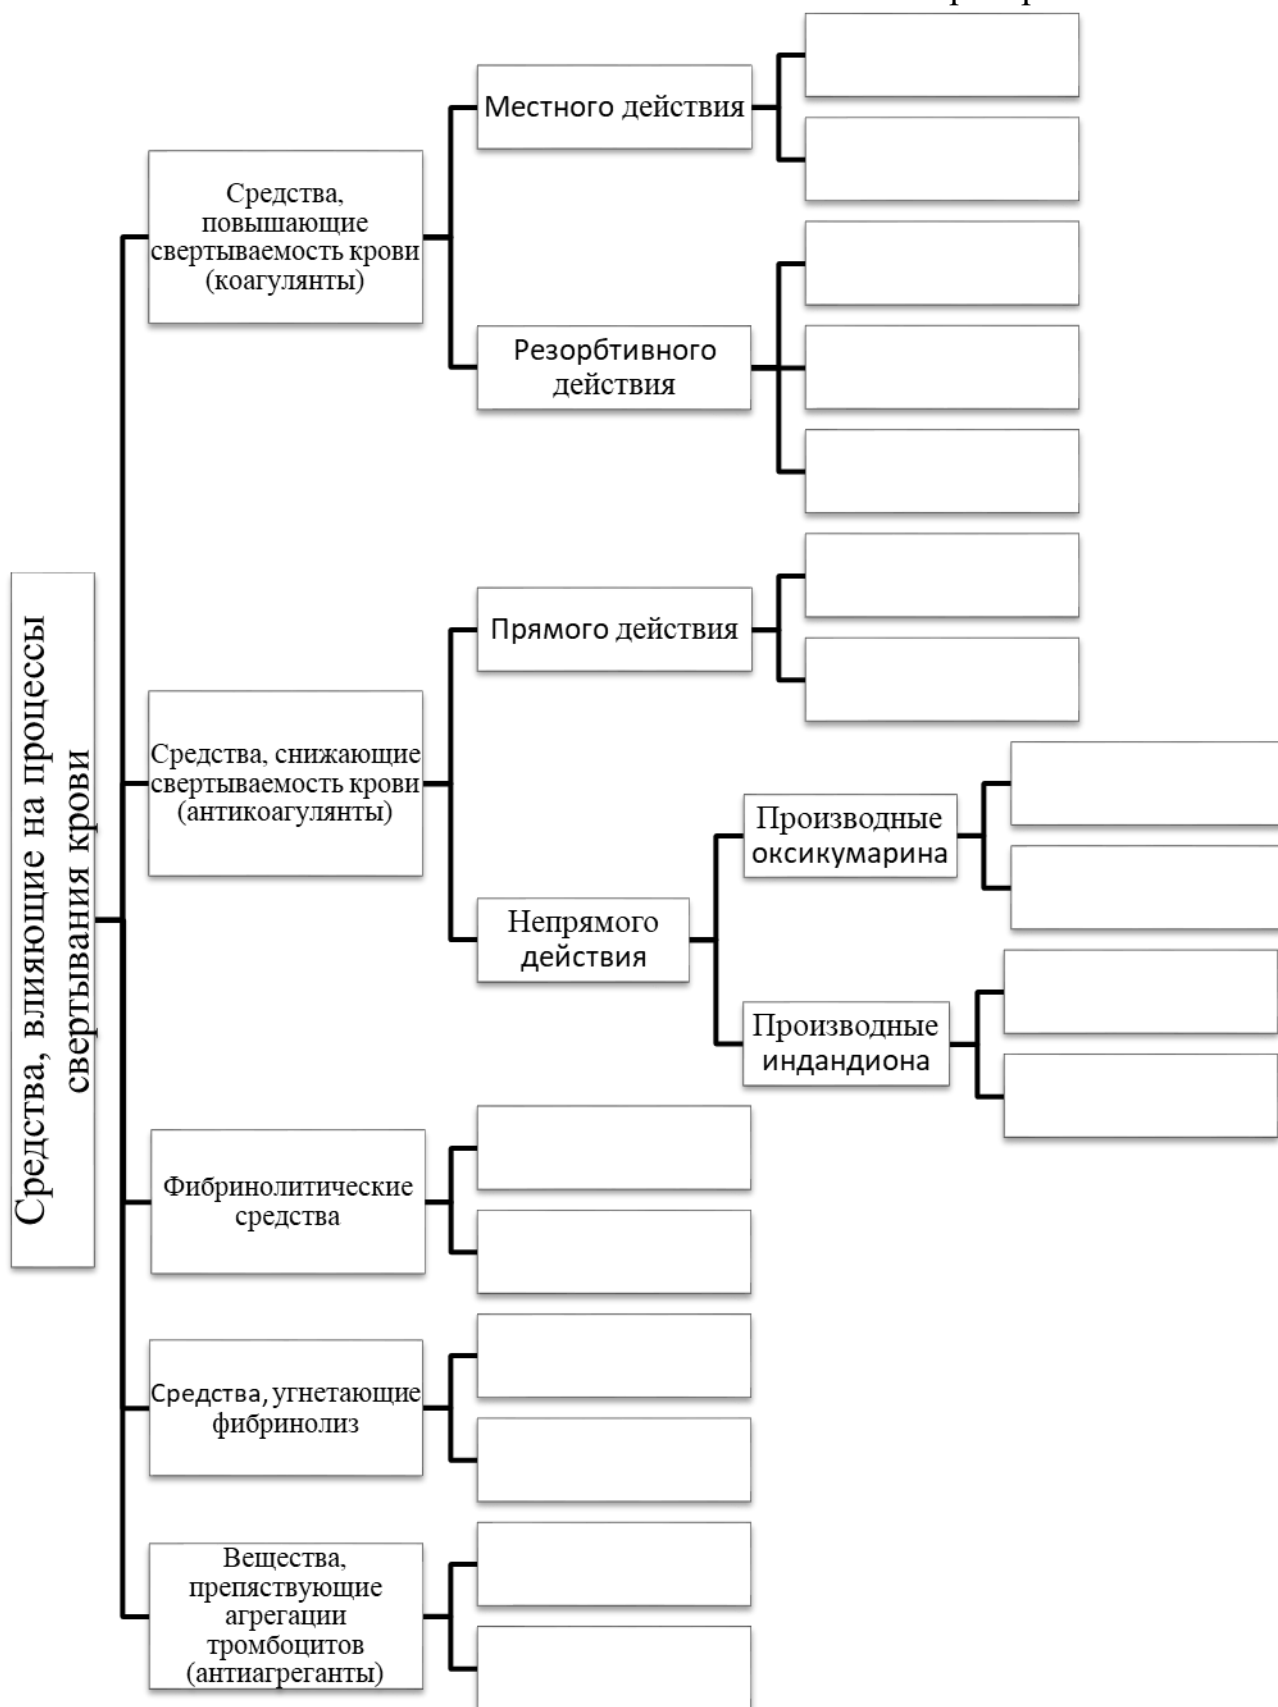 Местного действия
Средства,
повышающие
свертываемость крови
(коагулянты)
Резорбтивного
действия
Средства, влияющие на процессы
свертывания крови
Прямого действия
Средства, снижающие
свертываемость крови
(антикоагулянты)
Производные
оксикумарина
Непрямого
действия
Производные
индандиона
Фибринолитические
средства
Средства, угнетающие
фибринолиз
Вещества,
препяствующие
агрегации
тромбоцитов
(антиагреганты)